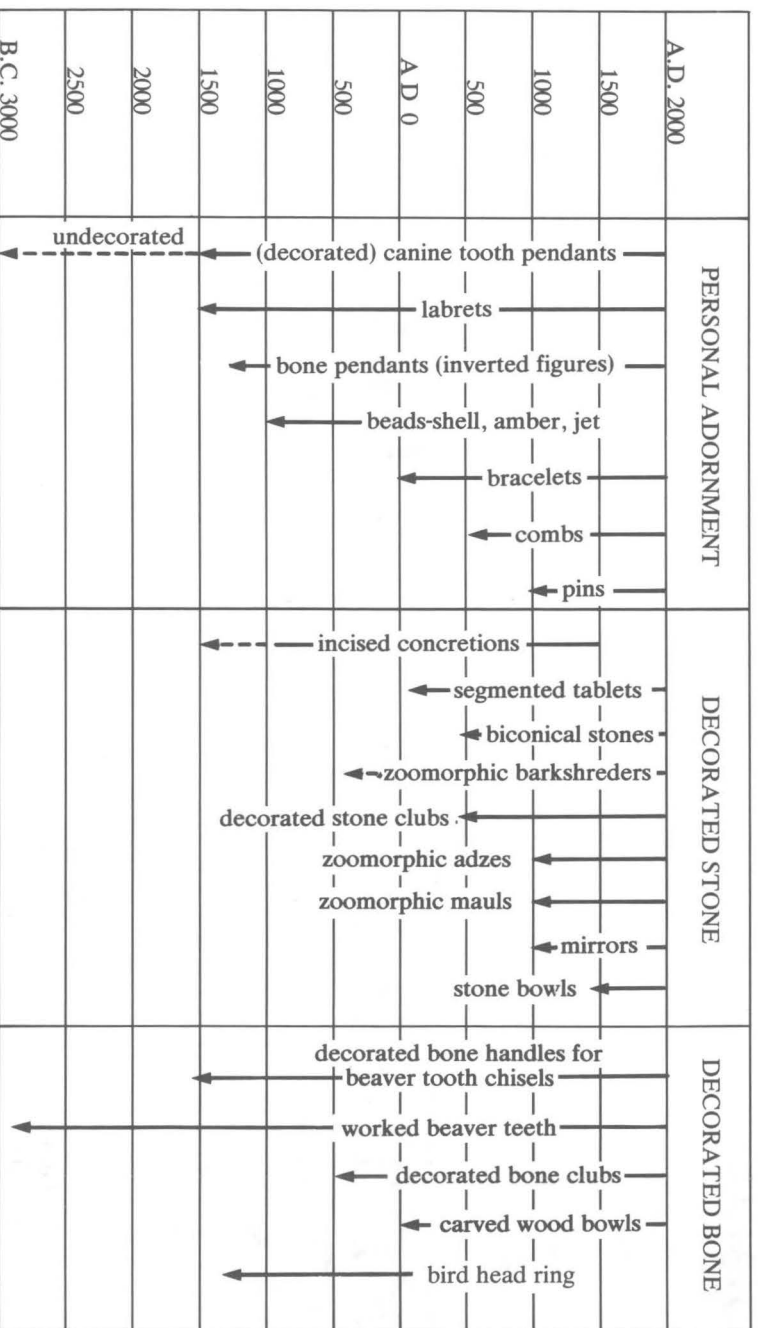 A.D. 2000
1500
1000
500
A D 0
500
1000
1500
2000
2500
B.C. 3000
PERSONAL ADORNMENT
undecorated
(decorated) canine tooth pendants
labrets
bone pendants (inverted figures)
beads-shell, amber, jet
bracelets
combs
pins
DECORATED STONE
incised concretions
segmented tablets
biconical stones
zoomorphic barkshreders
decorated stone clubs
zoomorphic adzes
zoomorphic mauls
mirrors
stone bowls
DECORATED BONE
decorated bone handles for
beaver tooth chisels
worked beaver teeth
decorated bone clubs
carved wood bowls
bird head ring